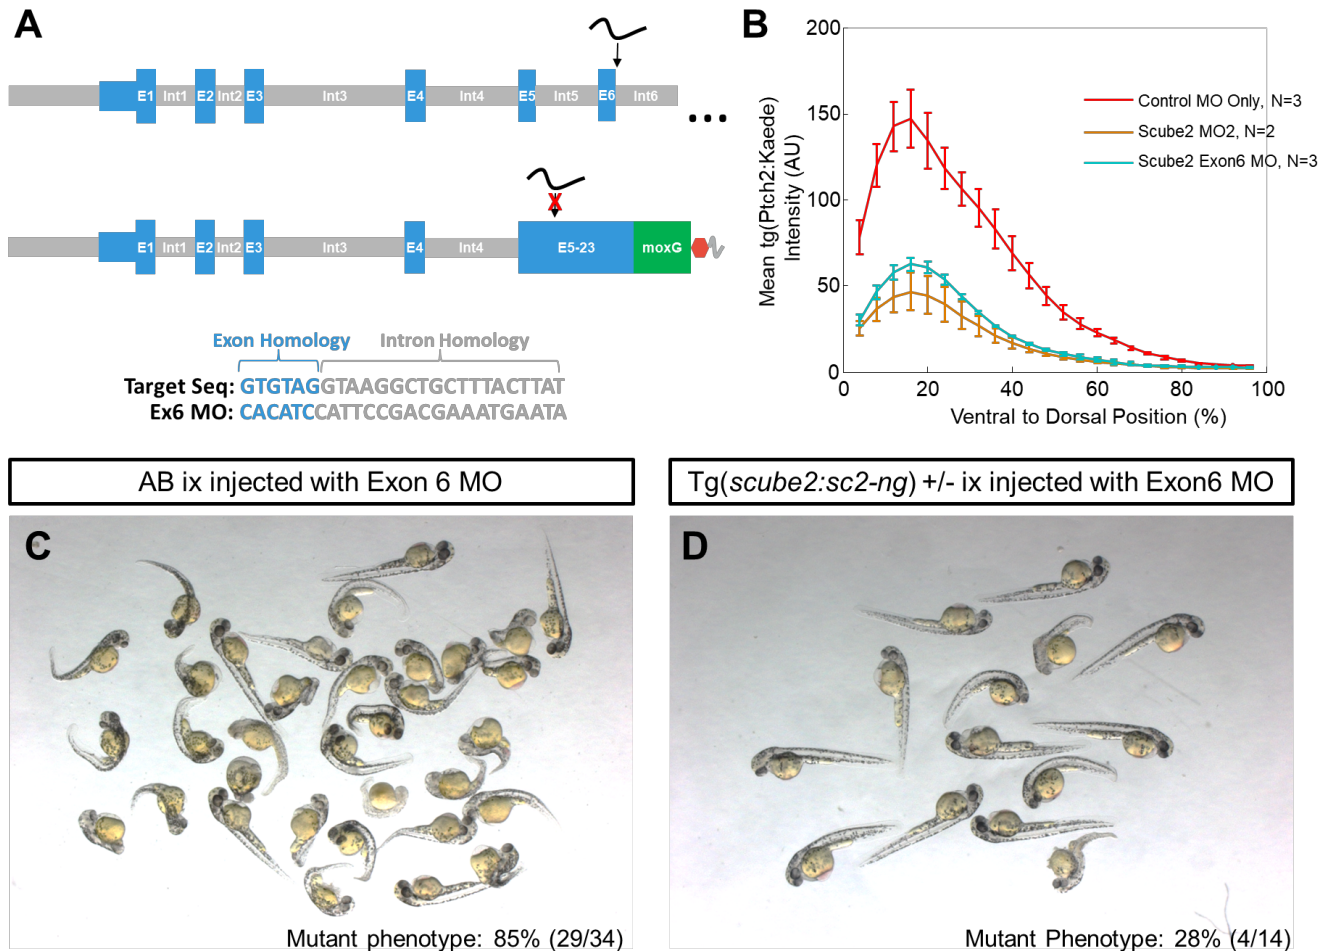 A
E1 Int1 E2 Int2 E3 Int3 E4 Int4 E5 Int5 E6 Int6
...
E1 Int1 E2 Int2 E3 Int3 E4 Int4 E5-23 moxG
X
Exon Homology Intron Homology
Target Seq: GTGTAGGTAAGGCTGCTTTACTTAT
Ex6 MO: CACATCCATTCCGACGAAATGAATA
B
Mean tg(Ptch2:Kaede)
Intensity (AU)
200
150
100
50
0
Control MO Only, N=3
Scube2 MO2, N=2
Scube2 Exon6 MO, N=3
0 20 40 60 80 100
Ventral to Dorsal Position (%)
AB ix injected with Exon 6 MO
C
Mutant phenotype: 85% (29/34)
Tg(scube2:sc2-ng) +/- ix injected with Exon6 MO
D
Mutant Phenotype: 28% (4/14)